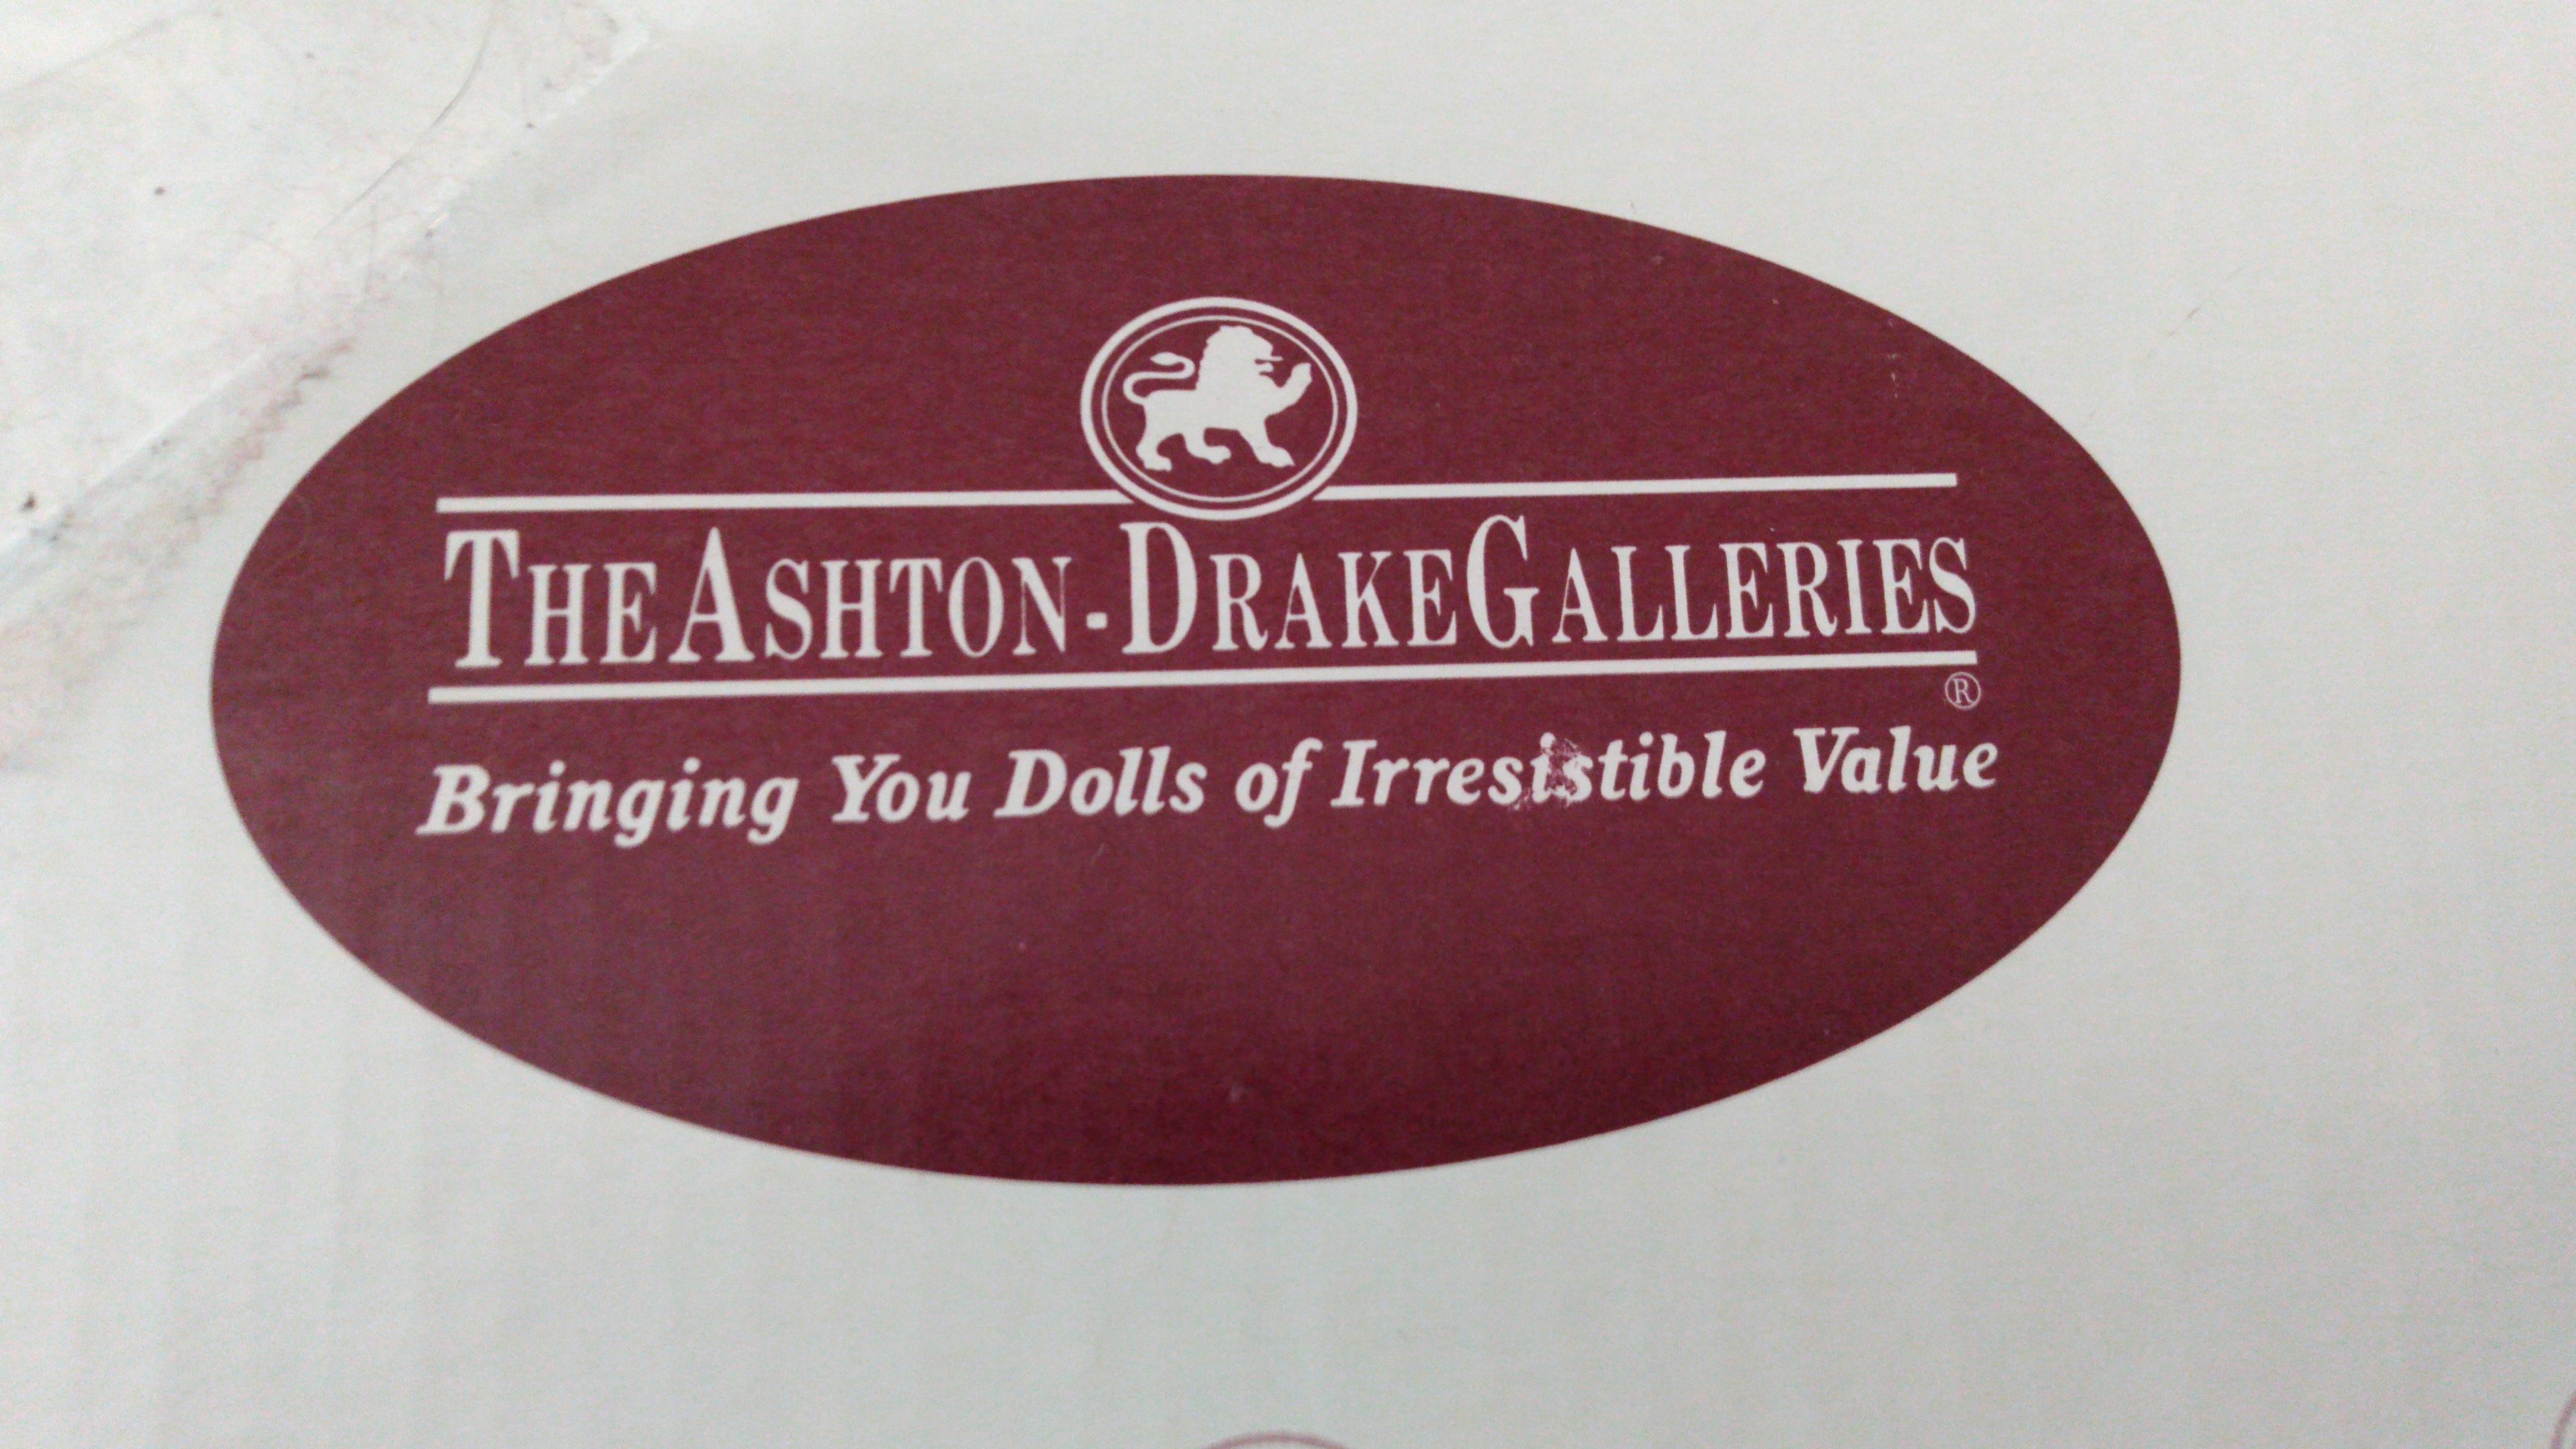 THE ASHTON-DRAKE GALLERIES
®
Bringing You Dolls of Irresistible Value